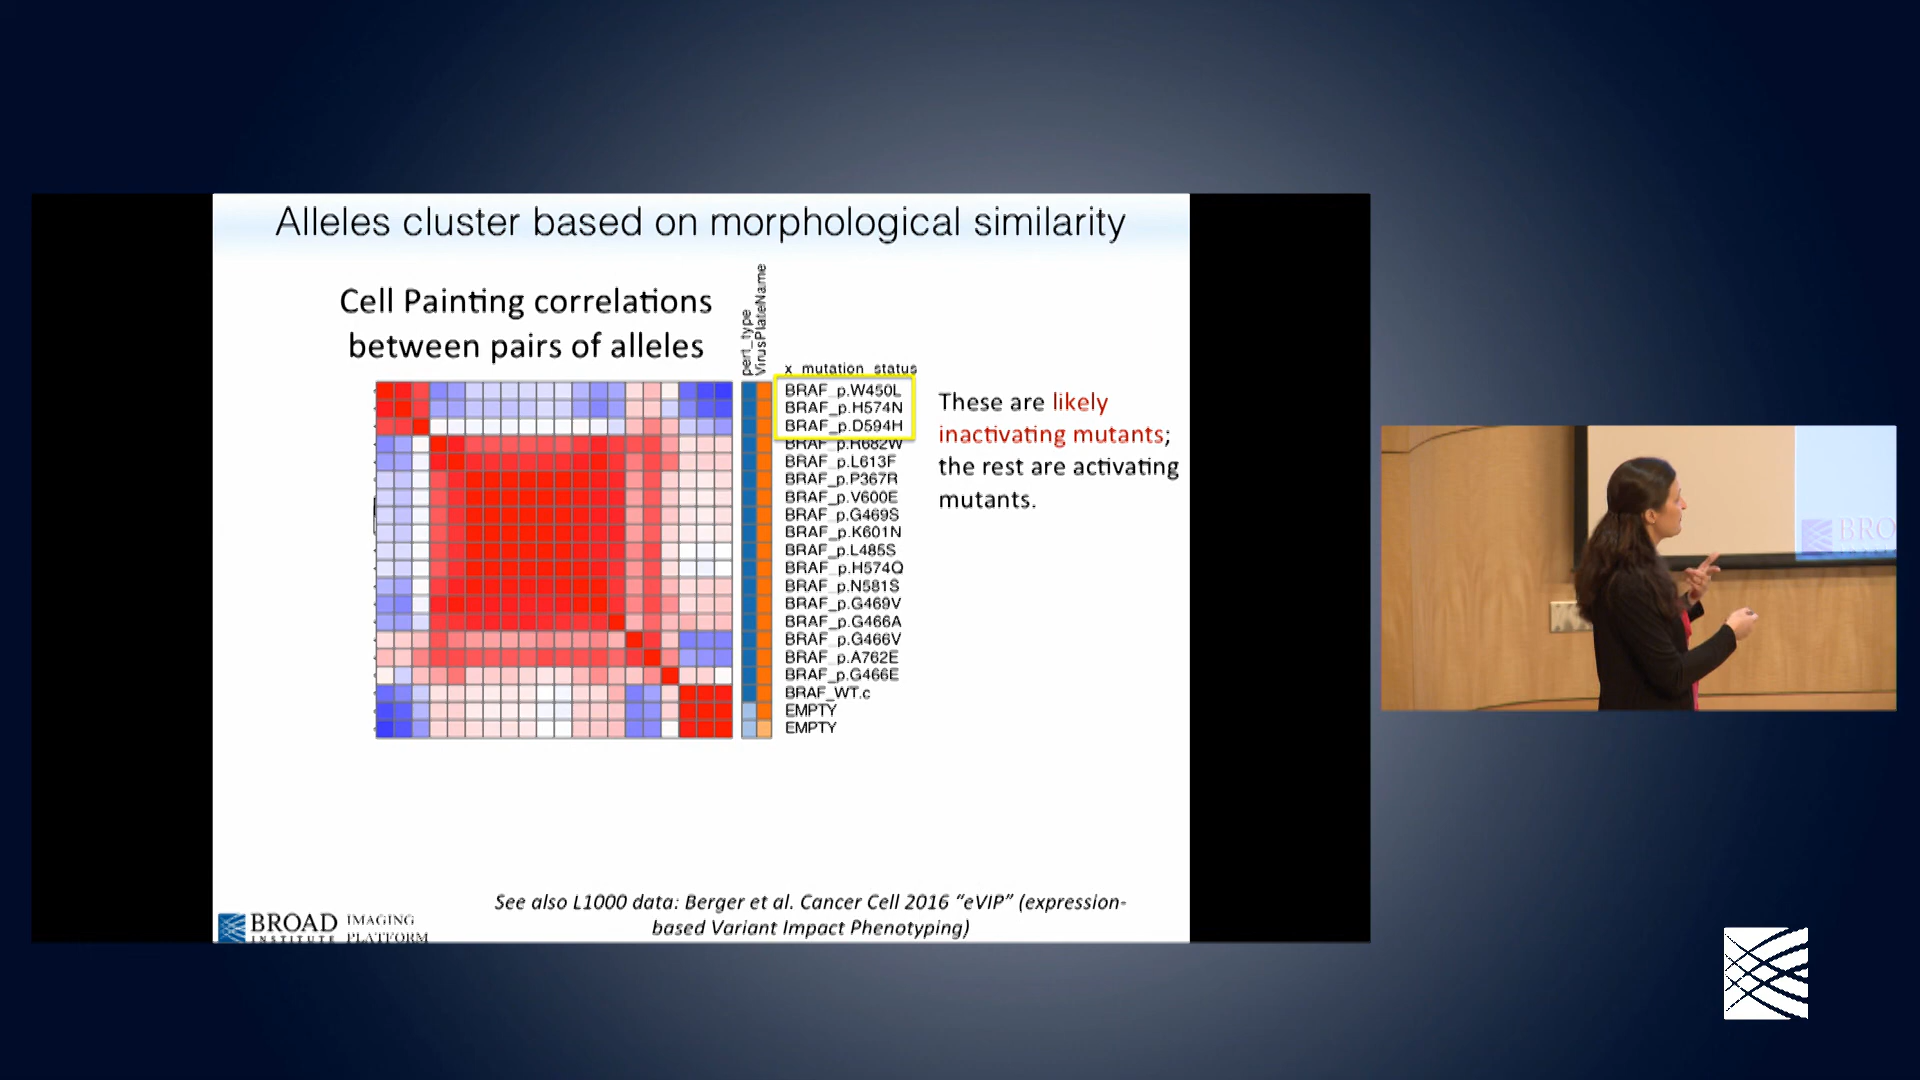 Alleles cluster based on morphological similarity
Cell Painting correlations
between pairs of alleles
pert_type
VirusPlateName
x_mutation_status
BRAF_p.W450L
BRAF_p.H574N
BRAF_p.D594H
BRAF_p.R682W
BRAF_p.L613F
BRAF_p.P367R
BRAF_p.V600E
BRAF_p.G469S
BRAF_p.K601N
BRAF_p.L485S
BRAF_p.H574Q
BRAF_p.N581S
BRAF_p.G469V
BRAF_p.G466A
BRAF_p.G466V
BRAF_p.A762E
BRAF_p.G466E
BRAF_WT.c
EMPTY
EMPTY
These are likely
inactivating mutants;
the rest are activating
mutants.
See also L1000 data: Berger et al. Cancer Cell 2016 “eVIP” (expression-
based Variant Impact Phenotyping)
BROAD
INSTITUTE
IMAGING
PLATFORM
BRO